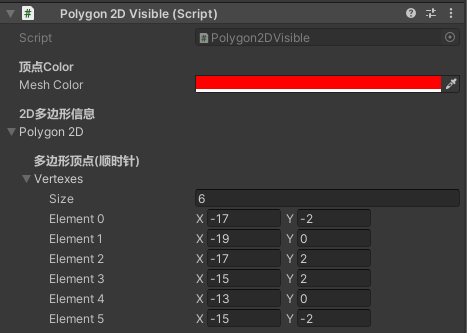 Polygon 2D Visible (Script)
Script Polygon2DVisible
顶点Color
Mesh Color
2D多边形信息
Polygon 2D
多边形顶点(顺时针)
Vertexes
Size 6
Element 0 X -17 Y -2
Element 1 X -19 Y 0
Element 2 X -17 Y 2
Element 3 X -15 Y 2
Element 4 X -13 Y 0
Element 5 X -15 Y -2